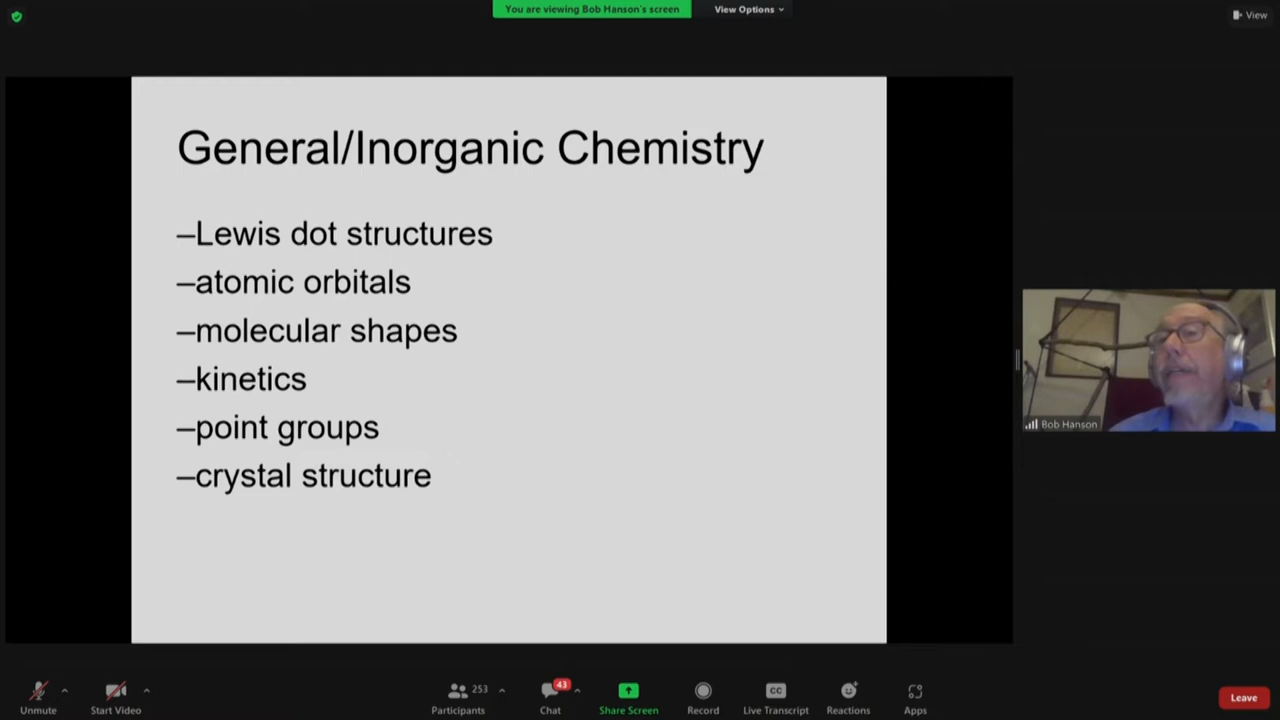 You are viewing Bob Hanson's screen
View Options
View
General/Inorganic Chemistry
–Lewis dot structures
–atomic orbitals
–molecular shapes
–kinetics
–point groups
–crystal structure
Bob Hanson
Unmute
Start Video
253
Participants
43
Chat
Share Screen
Record
CC
Live Transcript
Reactions
Apps
Leave